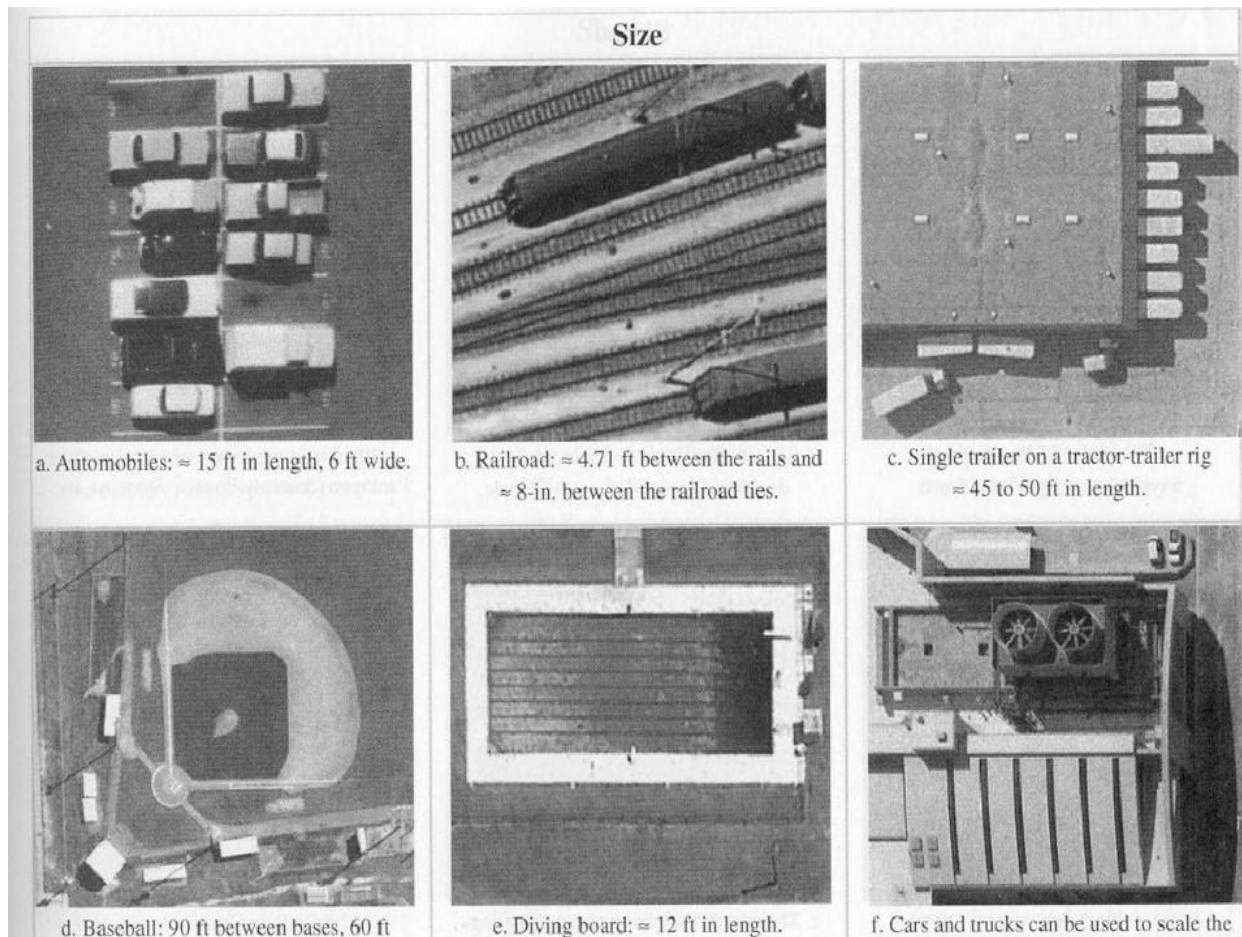 Size
a. Automobiles: ≈ 15 ft in length, 6 ft wide.
b. Railroad: ≈ 4.71 ft between the rails and
≈ 8-in. between the railroad ties.
c. Single trailer on a tractor-trailer rig
≈ 45 to 50 ft in length.
d. Baseball: 90 ft between bases, 60 ft
e. Diving board: ≈ 12 ft in length.
f. Cars and trucks can be used to scale the